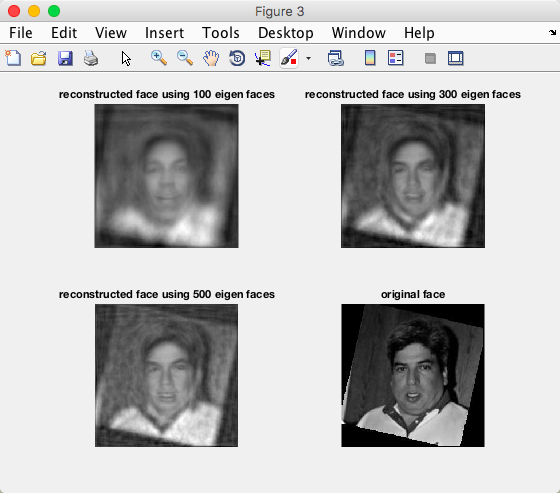 Figure 3
File Edit View Insert Tools Desktop Window Help
reconstructed face using 100 eigen faces
reconstructed face using 300 eigen faces
reconstructed face using 500 eigen faces
original face